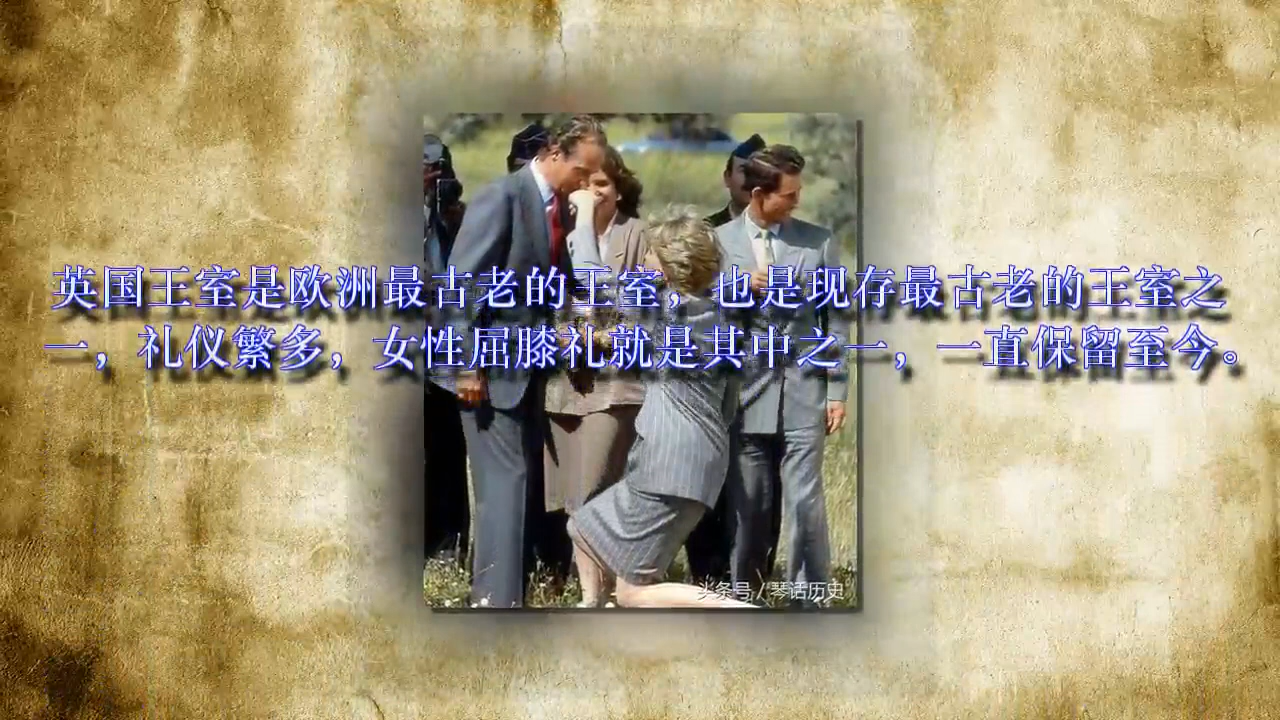 英国王室是欧洲最古老的王室，也是现存最古老的王室之
一，礼仪繁多，女性屈膝礼就是其中之一，一直保留至今。
头条号 / 琴话历史